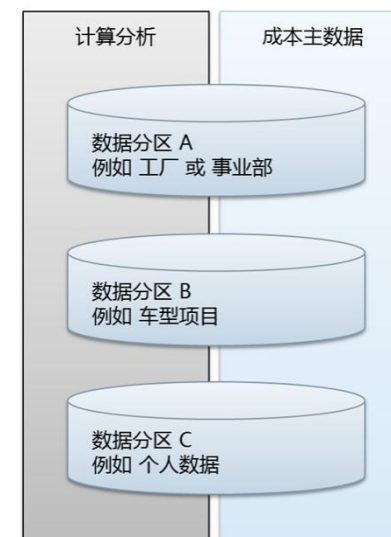 计算分析
成本主数据
数据分区 A
例如 工厂 或 事业部
数据分区 B
例如 车型项目
数据分区 C
例如 个人数据